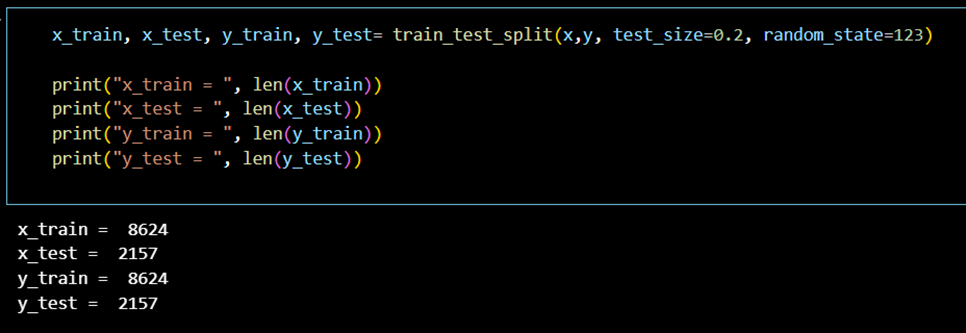 x_train, x_test, y_train, y_test= train_test_split(x,y, test_size=0.2, random_state=123)
print("x_train = ", len(x_train))
print("x_test = ", len(x_test))
print("y_train = ", len(y_train))
print("y_test = ", len(y_test))
x_train =  8624
x_test =  2157
y_train =  8624
y_test =  2157